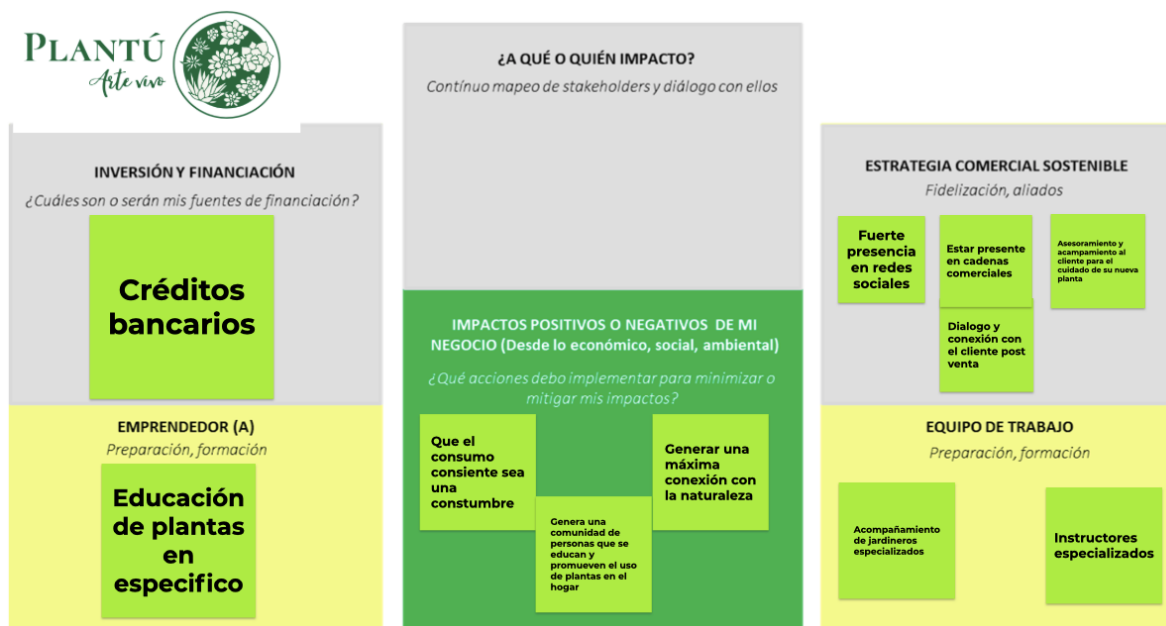 PLANTÚ
Arte vivo
INVERSIÓN Y FINANCIACIÓN
¿Cuáles son o serán mis fuentes de financiación?
Créditos
bancarios
EMPRENDEDOR (A)
Preparación, formación
Educación
de plantas
en
especifico
¿A QUÉ O QUIÉN IMPACTO?
Contínuo mapeo de stakeholders y diálogo con ellos
IMPACTOS POSITIVOS O NEGATIVOS DE MI
NEGOCIO (Desde lo económico, social, ambiental)
¿Qué acciones debo implementar para minimizar o
mitigar mis impactos?
Que el
consumo
consiente sea
una
constumbre
Genera una
comunidad de
personas que se
educan y
promueven el uso
de plantas en el
hogar
Generar una
máxima
conexión con
la naturaleza
ESTRATEGIA COMERCIAL SOSTENIBLE
Fidelización, aliados
Fuerte
presencia
en redes
sociales
Estar presente
en cadenas
comerciales
Asesoramiento y
acampamiento al
cliente para el
cuidado de su nueva
planta
Dialogo y
conexión con
el cliente post
venta
EQUIPO DE TRABAJO
Preparación, formación
Acompañamiento
de jardineros
especializados
Instructores
especializados